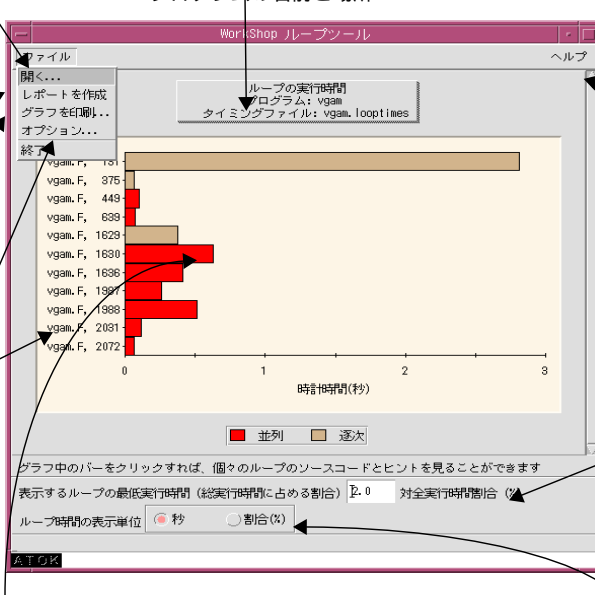 WorkShop ループツール
ファイル
ヘルプ
開く...
レポートを作成
グラフを印刷...
オプション...
終了
ループの実行時間
プログラム: vgam
タイミングファイル: vgam.looptimes
vgam.F, 151
vgam.F, 375
vgam.F, 449
vgam.F, 639
vgam.F, 1629
vgam.F, 1630
vgam.F, 1636
vgam.F, 1987
vgam.F, 1988
vgam.F, 2031
vgam.F, 2072
0 1 2 3
時計時間(秒)
並列 逐次
グラフ中のバーをクリックすれば、個々のループのソースコードとヒントを見ることができます
表示するループの最低実行時間 (総実行時間に占める割合) 2.0 対全実行時間割合 (%)
ループ時間の表示単位 秒 割合(%)
ATOK